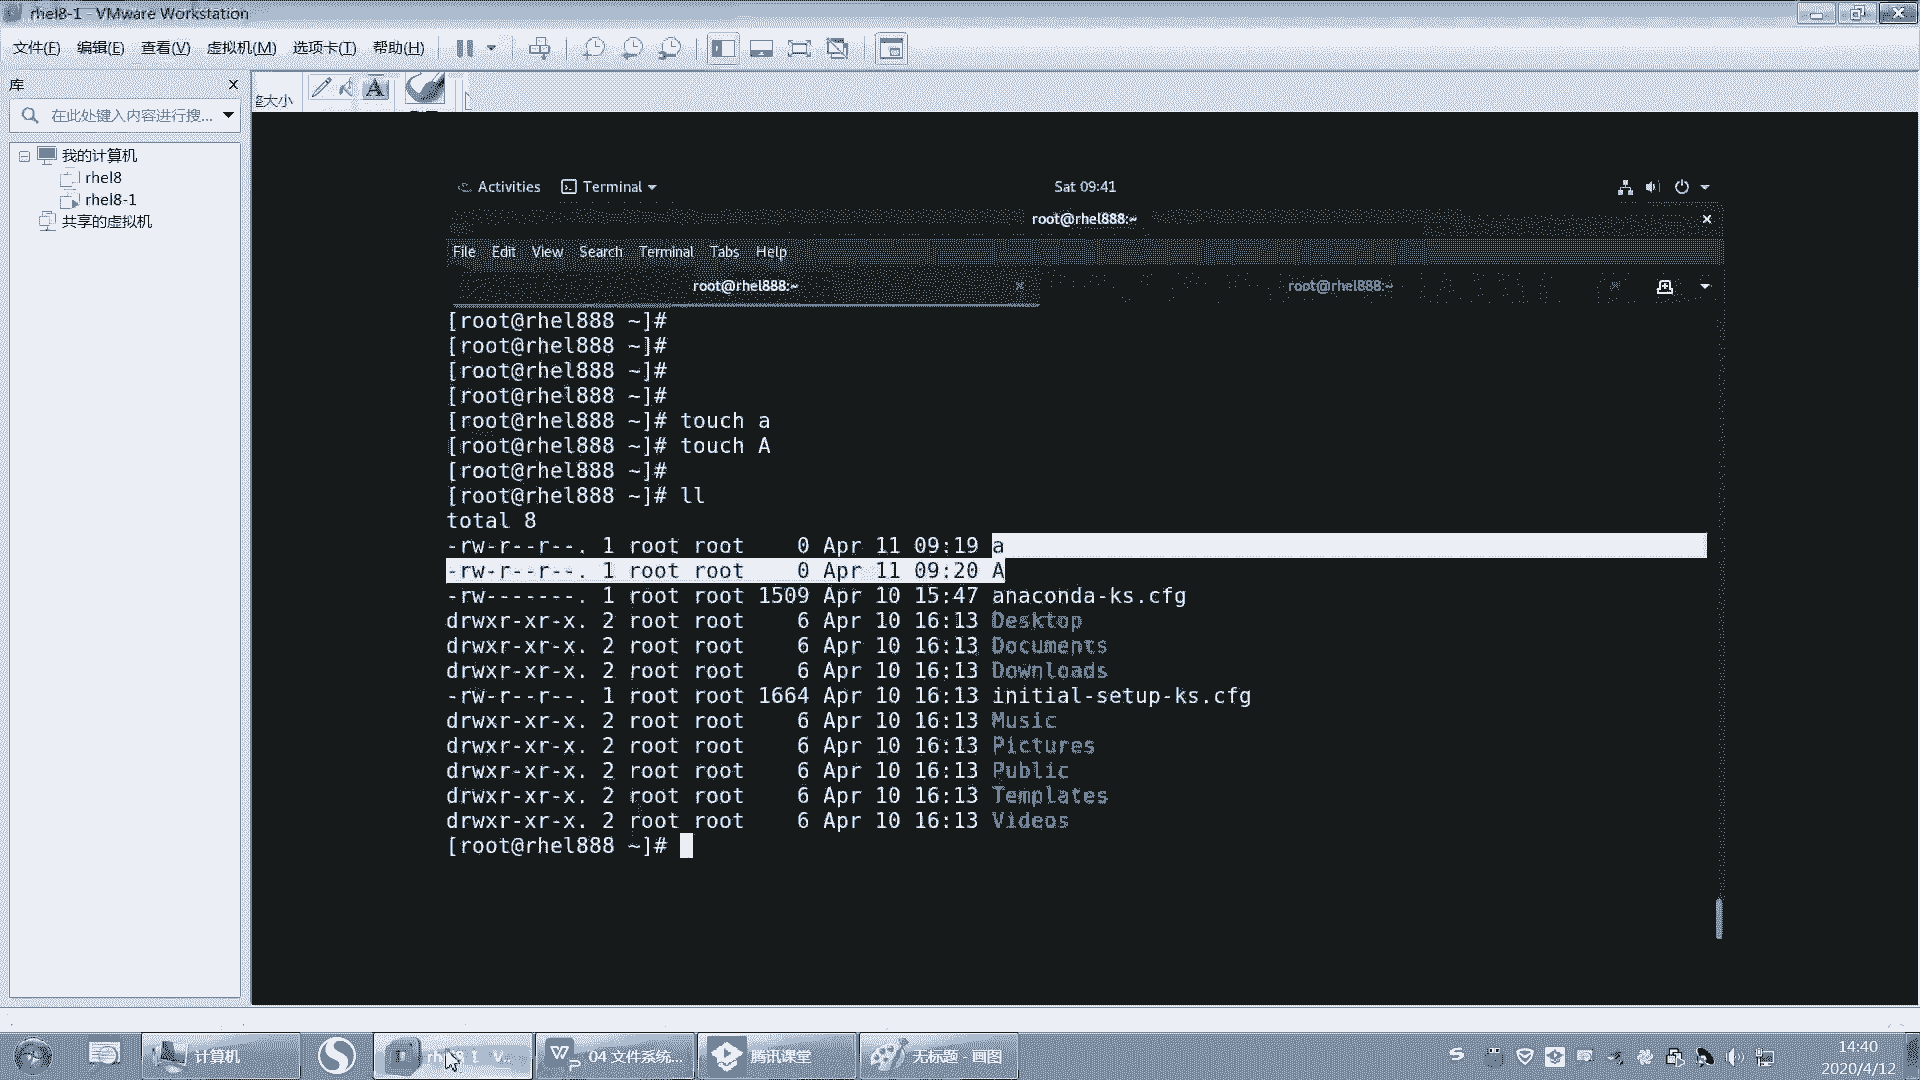 rhel8-1 - VMware Workstation
文件(F) 编辑(E) 查看(V) 虚拟机(M) 选项卡(T) 帮助(H)
库
整大小
在此处键入内容进行搜...
我的计算机
rhel8
rhel8-1
共享的虚拟机
Activities Terminal Sat 09:41
root@rhel888:~
File Edit View Search Terminal Tabs Help
root@rhel888:~ root@rhel888:~
[root@rhel888 ~]#
[root@rhel888 ~]#
[root@rhel888 ~]#
[root@rhel888 ~]#
[root@rhel888 ~]# touch a
[root@rhel888 ~]# touch A
[root@rhel888 ~]#
[root@rhel888 ~]# ll
total 8
-rw-r--r--. 1 root root    0 Apr 11 09:19 a
-rw-r--r--. 1 root root    0 Apr 11 09:20 A
-rw-------. 1 root root 1509 Apr 10 15:47 anaconda-ks.cfg
drwxr-xr-x. 2 root root    6 Apr 10 16:13 Desktop
drwxr-xr-x. 2 root root    6 Apr 10 16:13 Documents
drwxr-xr-x. 2 root root    6 Apr 10 16:13 Downloads
-rw-r--r--. 1 root root 1664 Apr 10 16:13 initial-setup-ks.cfg
drwxr-xr-x. 2 root root    6 Apr 10 16:13 Music
drwxr-xr-x. 2 root root    6 Apr 10 16:13 Pictures
drwxr-xr-x. 2 root root    6 Apr 10 16:13 Public
drwxr-xr-x. 2 root root    6 Apr 10 16:13 Templates
drwxr-xr-x. 2 root root    6 Apr 10 16:13 Videos
[root@rhel888 ~]#
计算机 04 文件系统... 腾讯课堂 无标题 - 画图
14:40
2020/4/12